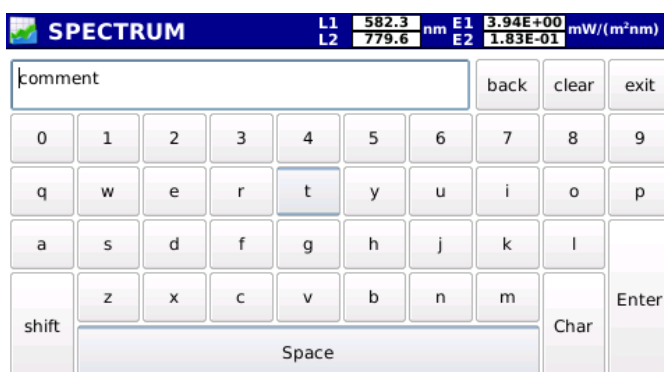 SPECTRUM L1 582.3 nm E1 3.94E+00 mW/(m²nm)
L2 779.6 E2 1.83E-01
comment back clear exit
0 1 2 3 4 5 6 7 8 9
q w e r t y u i o p
a s d f g h j k l
shift z x c v b n m Char Enter
Space